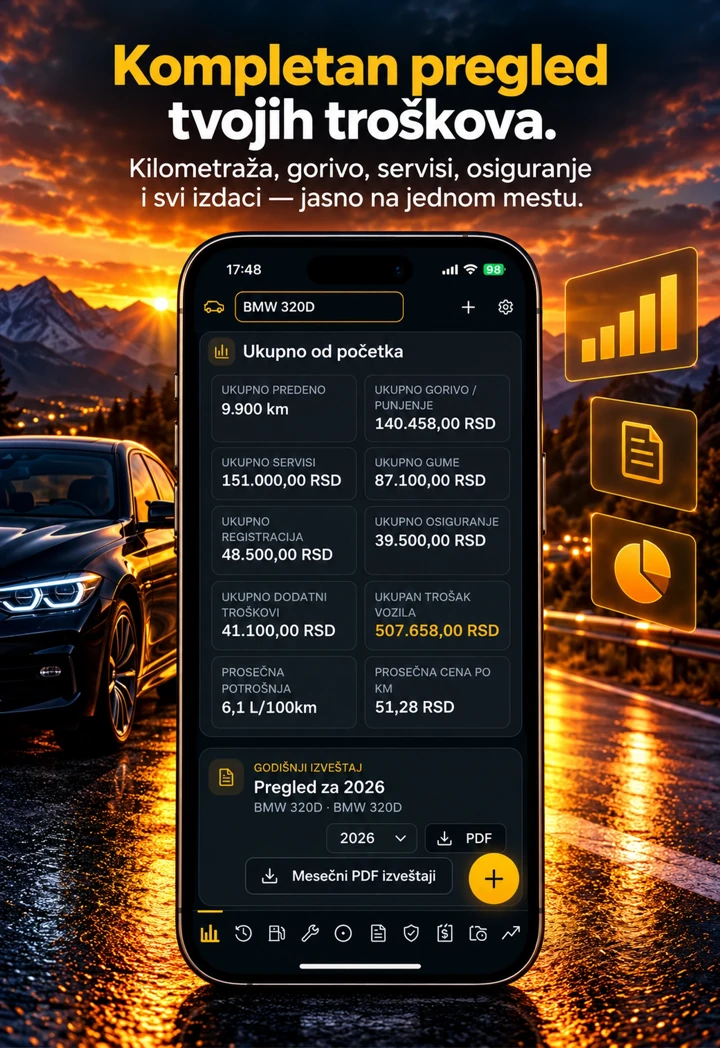 Kompletan pregled
tvojih troškova.
Kilometraža, gorivo, servisi, osiguranje
i svi izdaci — jasno na jednom mestu.
17:48
98
BMW 320D
Ukupno od početka
UKUPNO PREĐENO
9.900 km
UKUPNO GORIVO /
PUNJENJE
140.458,00 RSD
UKUPNO SERVISI
151.000,00 RSD
UKUPNO GUME
87.100,00 RSD
UKUPNO
REGISTRACIJA
48.500,00 RSD
UKUPNO OSIGURANJE
39.500,00 RSD
UKUPNO DODATNI
TROŠKOVI
41.100,00 RSD
UKUPAN TROŠAK
VOZILA
507.658,00 RSD
PROSEČNA
POTROŠNJA
6,1 L/100km
PROSEČNA CENA PO
KM
51,28 RSD
GODIŠNJI IZVEŠTAJ
Pregled za 2026
BMW 320D · BMW 320D
2026
PDF
Mesečni PDF izveštaji